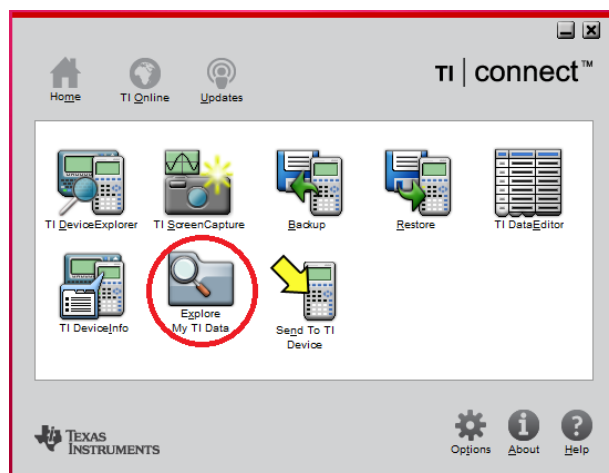 TI | connect™
Home
TI Online
Updates
TI DeviceExplorer
TI ScreenCapture
Backup
Restore
TI DataEditor
TI DeviceInfo
Explore
My TI Data
Send To TI
Device
TEXAS
INSTRUMENTS
Options
About
Help